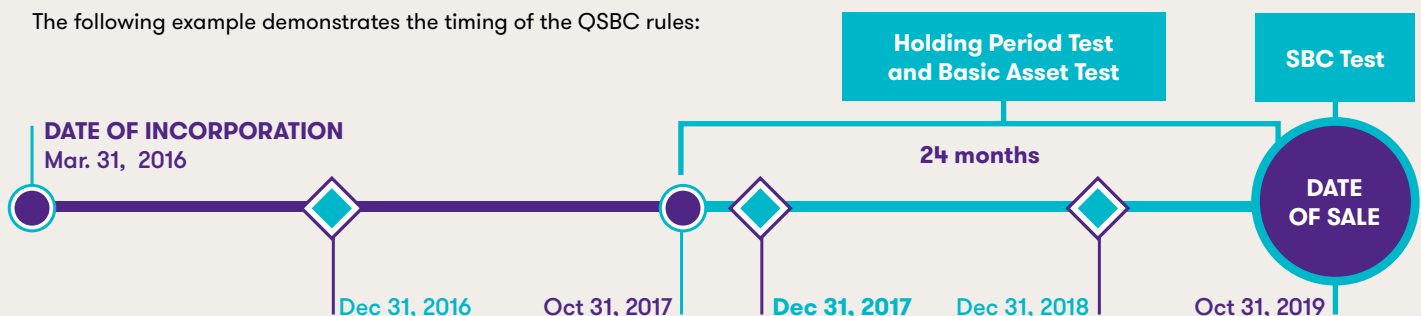 The following example demonstrates the timing of the QSBC rules:
Holding Period Test
and Basic Asset Test
SBC Test
DATE OF INCORPORATION
Mar. 31, 2016
24 months
DATE
OF SALE
Dec 31, 2016
Oct 31, 2017
Dec 31, 2017
Dec 31, 2018
Oct 31, 2019